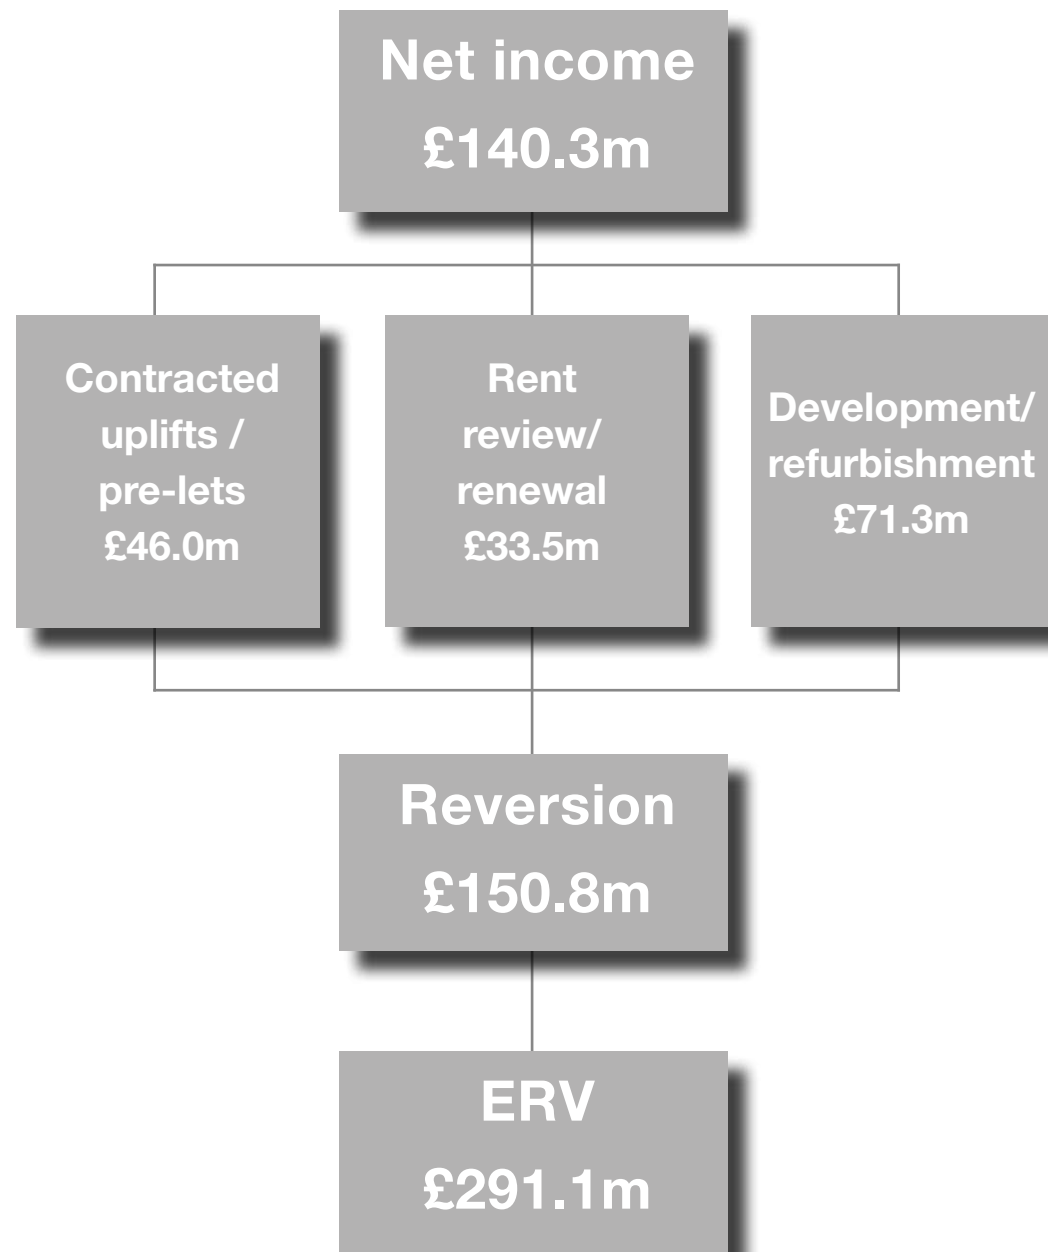 Net income
£140.3m
Contracted
uplifts /
pre-lets
£46.0m
Rent
review/
renewal
£33.5m
Development/
refurbishment
£71.3m
Reversion
£150.8m
ERV
£291.1m